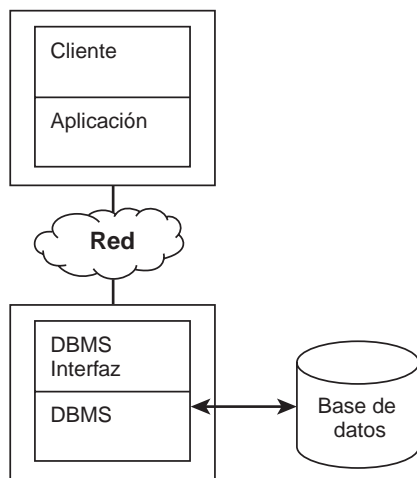 Cliente
Aplicación
Red
DBMS
Interfaz
DBMS
Base de
datos